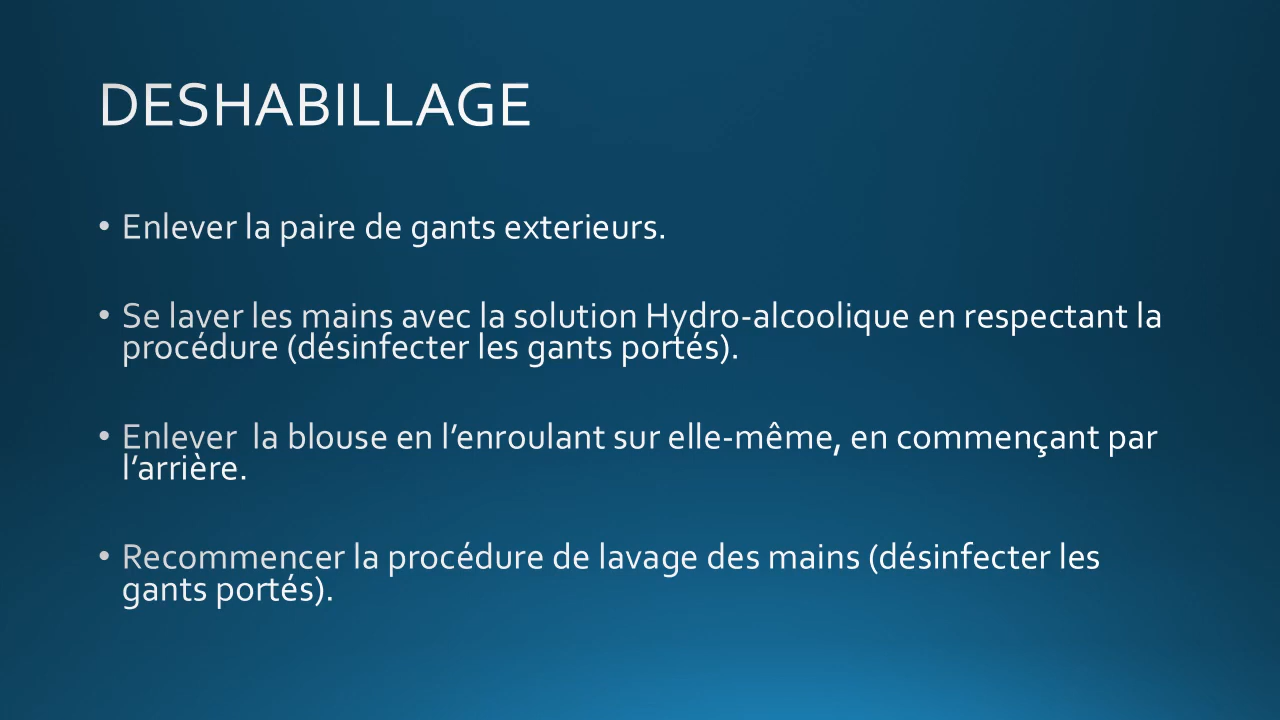 DESHABILLAGE
• Enlever la paire de gants exterieurs.
• Se laver les mains avec la solution Hydro-alcoolique en respectant la
procédure (désinfecter les gants portés).
• Enlever  la blouse en l’enroulant sur elle-même, en commençant par
l’arrière.
• Recommencer la procédure de lavage des mains (désinfecter les
gants portés).